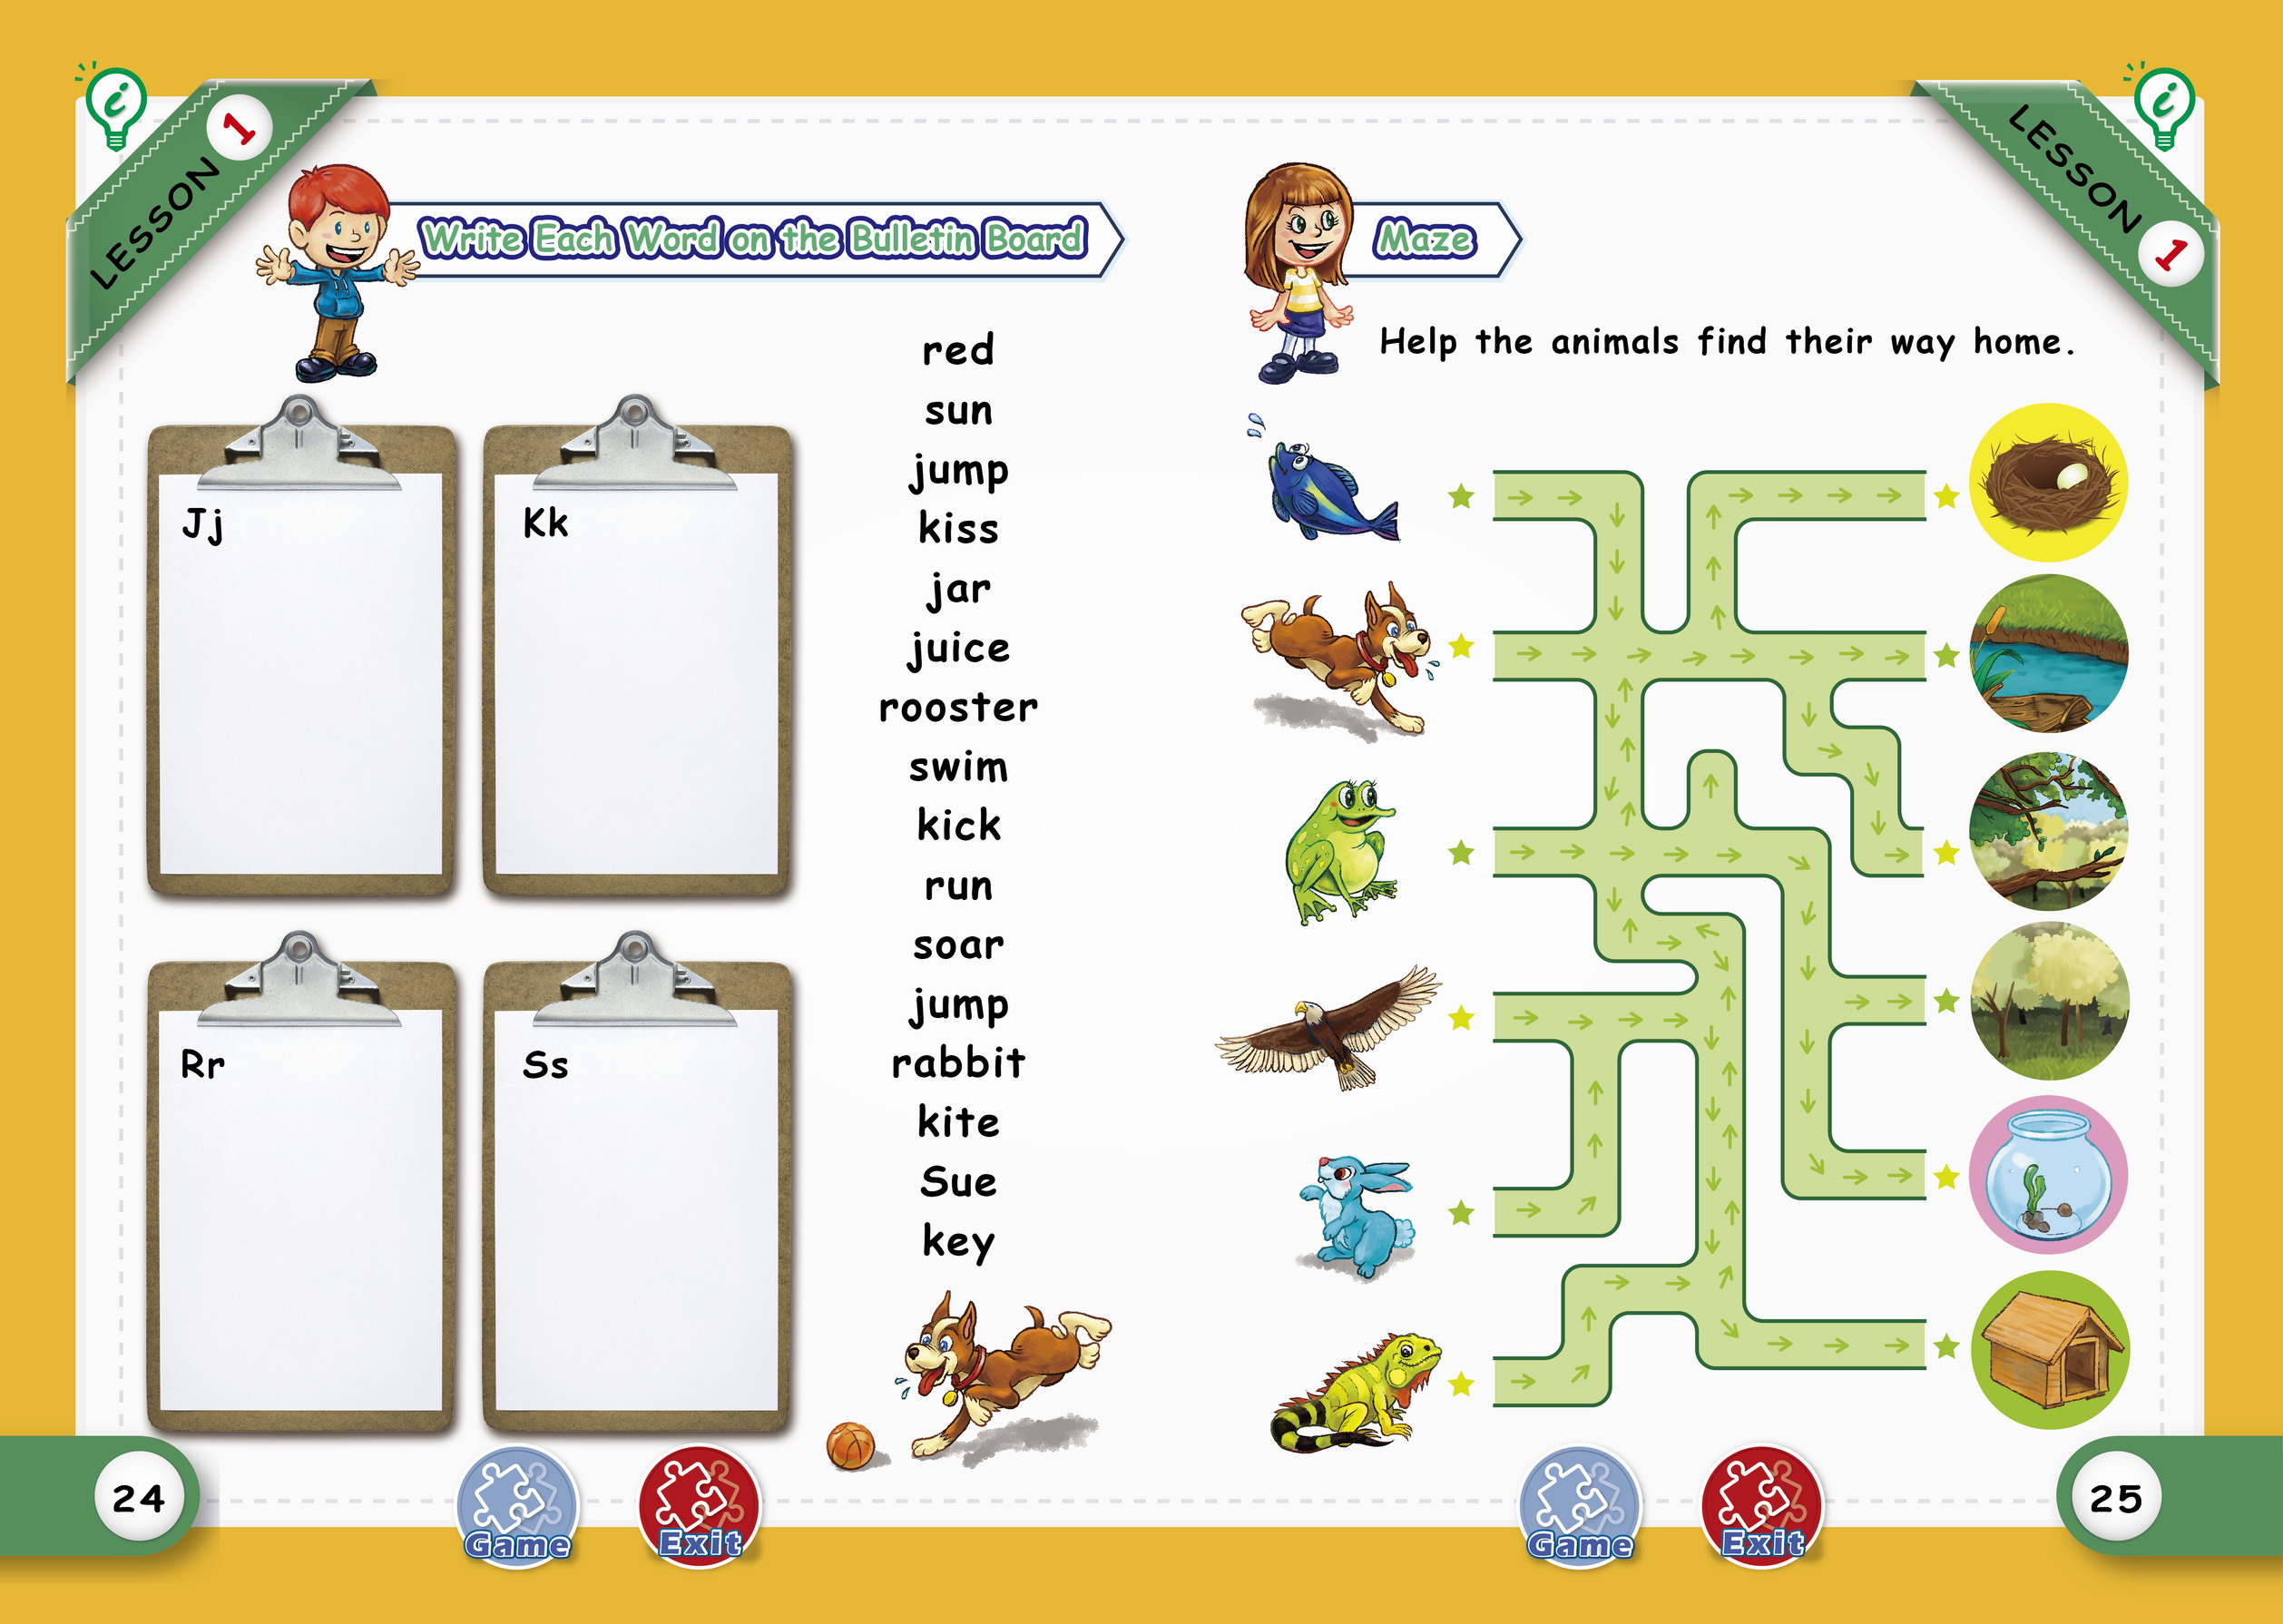 LESSON 1
Write Each Word on the Bulletin Board
red
sun
jump
kiss
jar
juice
rooster
swim
kick
run
soar
jump
rabbit
kite
Sue
key
Jj
Kk
Rr
Ss
24
Game
Exit
LESSON 1
Maze
Help the animals find their way home.
Game
Exit
25